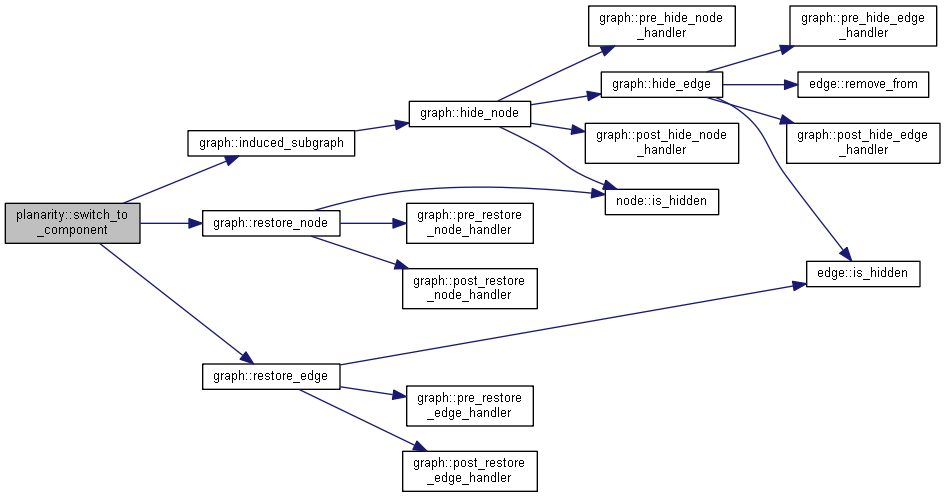 graph::pre_hide_node
_handler
graph::pre_hide_edge
_handler
graph::hide_edge
edge::remove_from
graph::hide_node
graph::induced_subgraph
graph::post_hide_node
_handler
graph::post_hide_edge
_handler
node::is_hidden
planarity::switch_to
_component
graph::restore_node
graph::pre_restore
_node_handler
edge::is_hidden
graph::post_restore
_node_handler
graph::restore_edge
graph::pre_restore
_edge_handler
graph::post_restore
_edge_handler